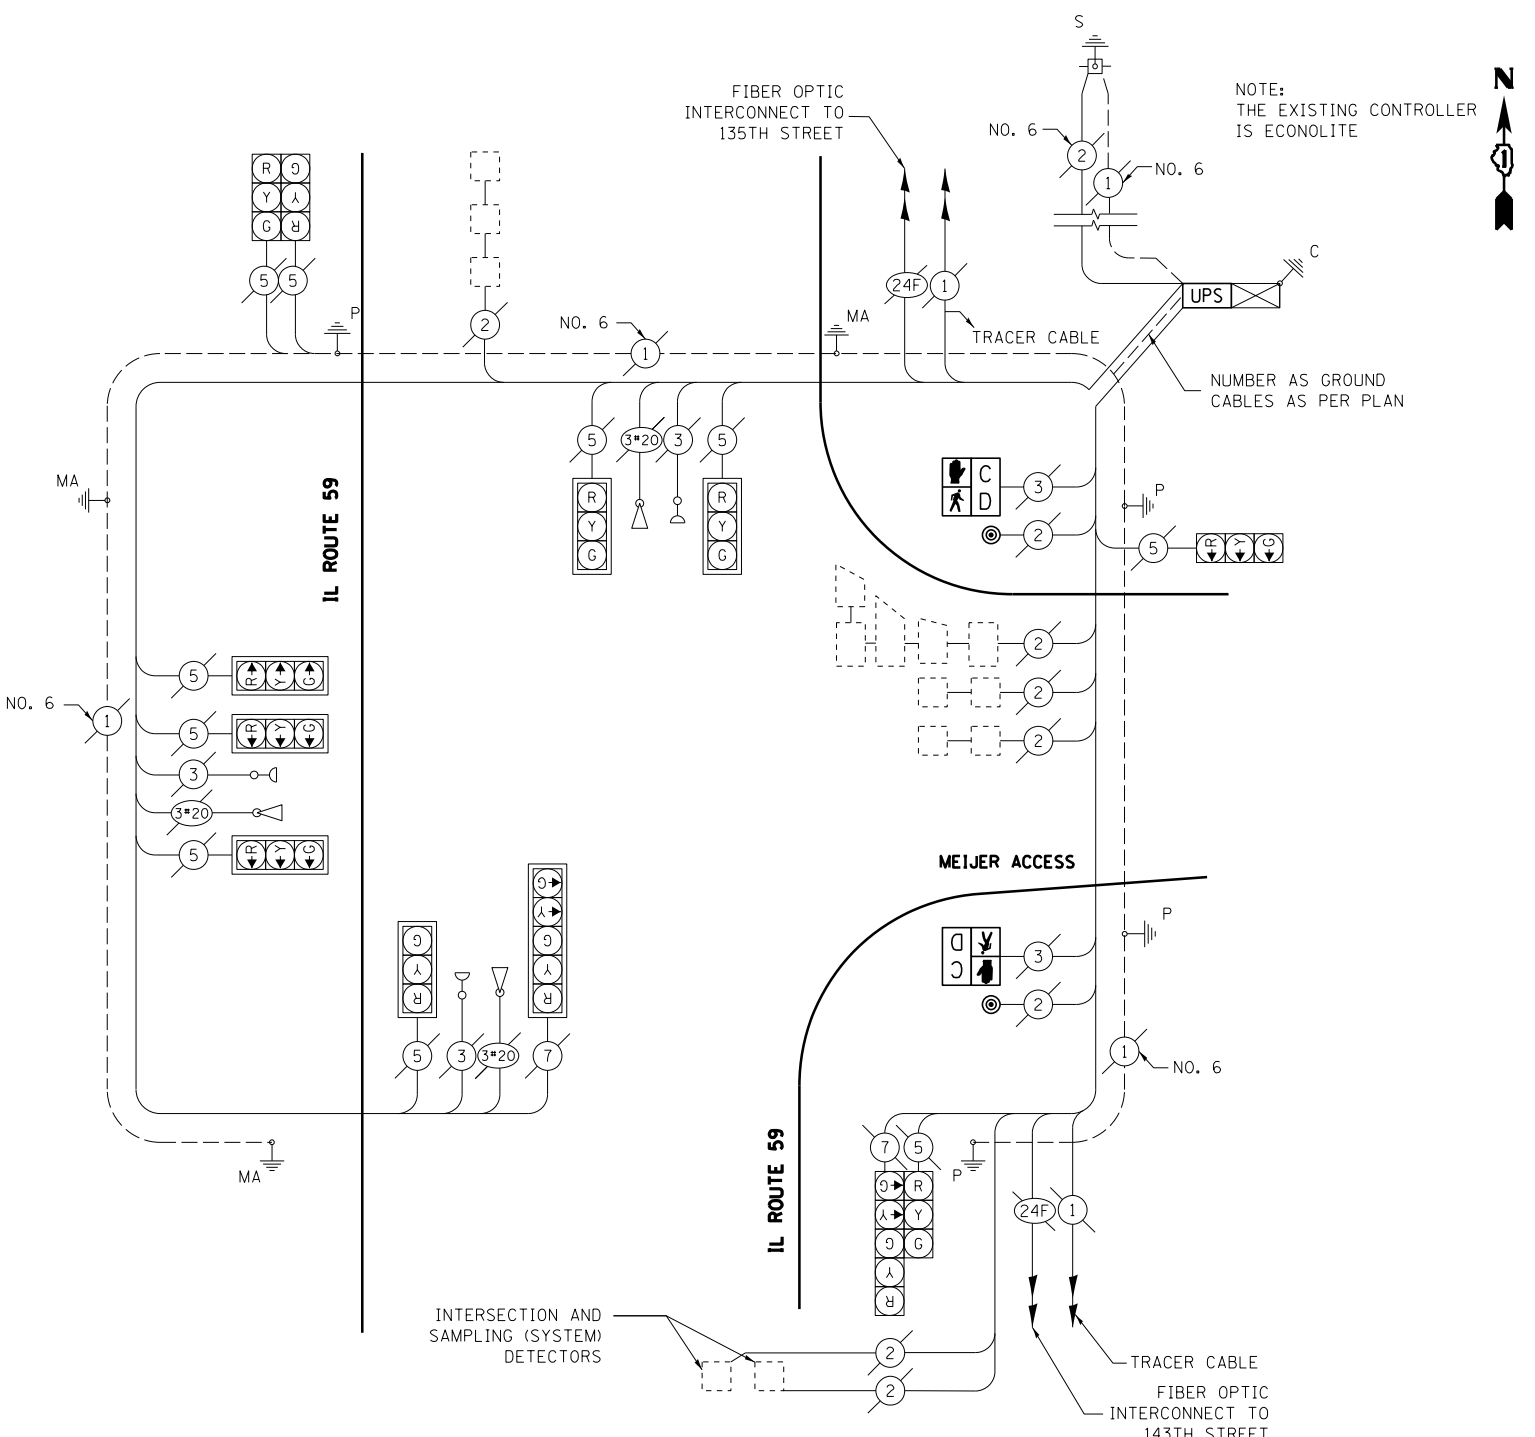 S
N
NOTE:
THE EXISTING CONTROLLER
IS ECONOLITE
FIBER OPTIC
INTERCONNECT TO
135TH STREET
NO. 6
2
NO. 6
1
1
R G
Y Y
G R
5 5
C
UPS
24F 1
P
2
NO. 6
1
MA
TRACER CABLE
NUMBER AS GROUND
CABLES AS PER PLAN
5 3#20 3 5
R R
Y Y
G G
MA
IL ROUTE 59
C
D
3
P
2
5
R Y G
2
2
2
5
R Y G
NO. 6
1
5
R Y G
3
3#20
5
R Y G
MEIJER ACCESS
G
Y
G G
Y Y
R R
5 3 3#20 7
D
C
3
P
2
1
NO. 6
MA
IL ROUTE 59
7 5
P
G R
Y Y
G G
Y
R
24F 1
INTERSECTION AND
SAMPLING (SYSTEM)
DETECTORS
2
2
TRACER CABLE
FIBER OPTIC
INTERCONNECT TO
143TH STREET